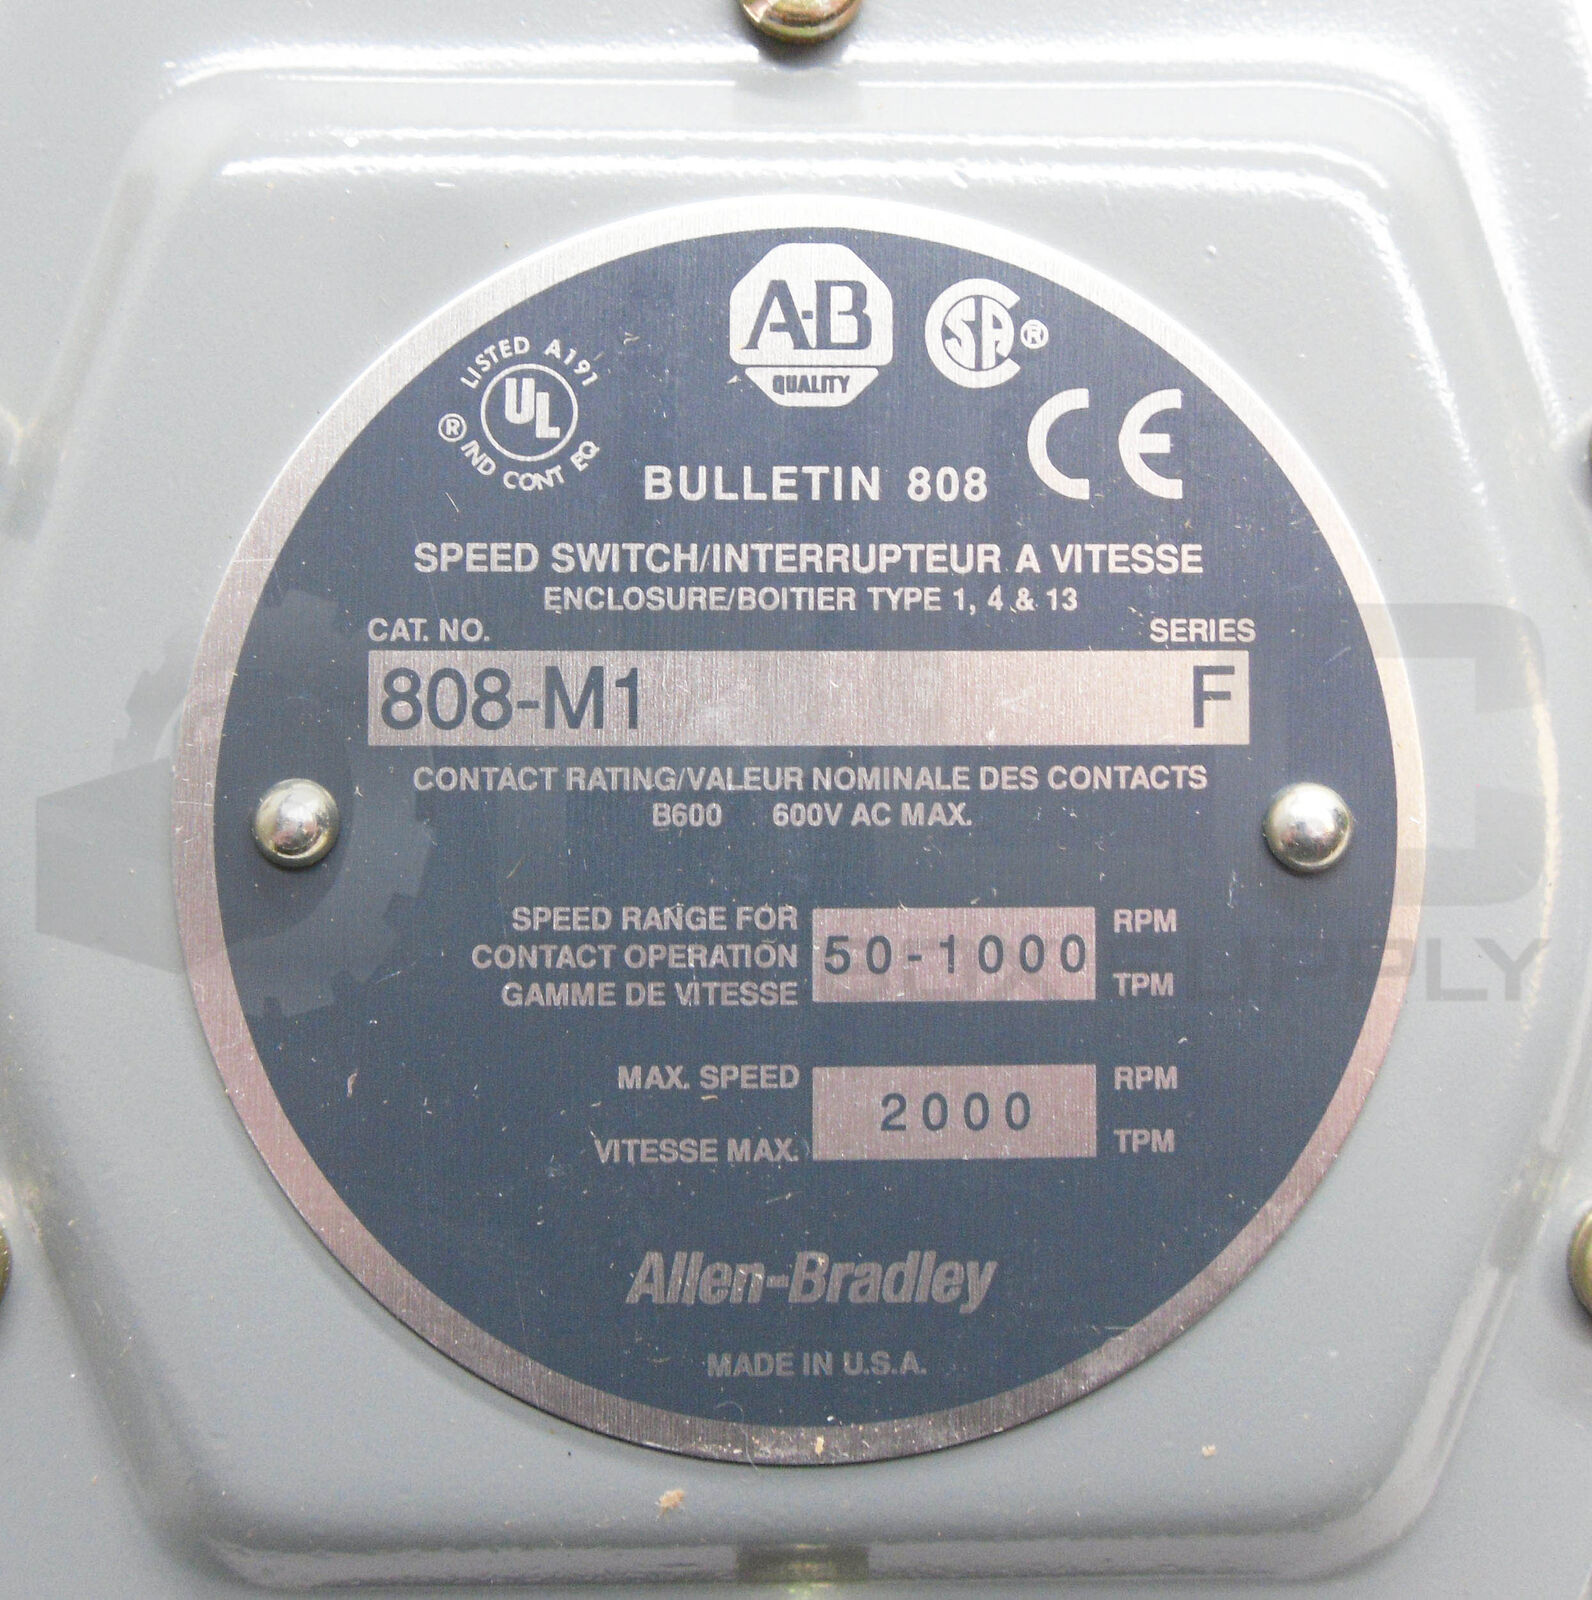 A-B
QUALITY
SA ®
LISTED A191
UL
® IND CONT EQ
CE
BULLETIN 808
SPEED SWITCH/INTERRUPTEUR A VITESSE
ENCLOSURE/BOITIER TYPE 1, 4 & 13
CAT. NO. SERIES
808-M1 F
CONTACT RATING/VALEUR NOMINALE DES CONTACTS
B600 600V AC MAX.
SPEED RANGE FOR
CONTACT OPERATION
GAMME DE VITESSE
50-1000
RPM
TPM
MAX. SPEED
VITESSE MAX.
2000
RPM
TPM
Allen-Bradley
MADE IN U.S.A.
SUPPLY